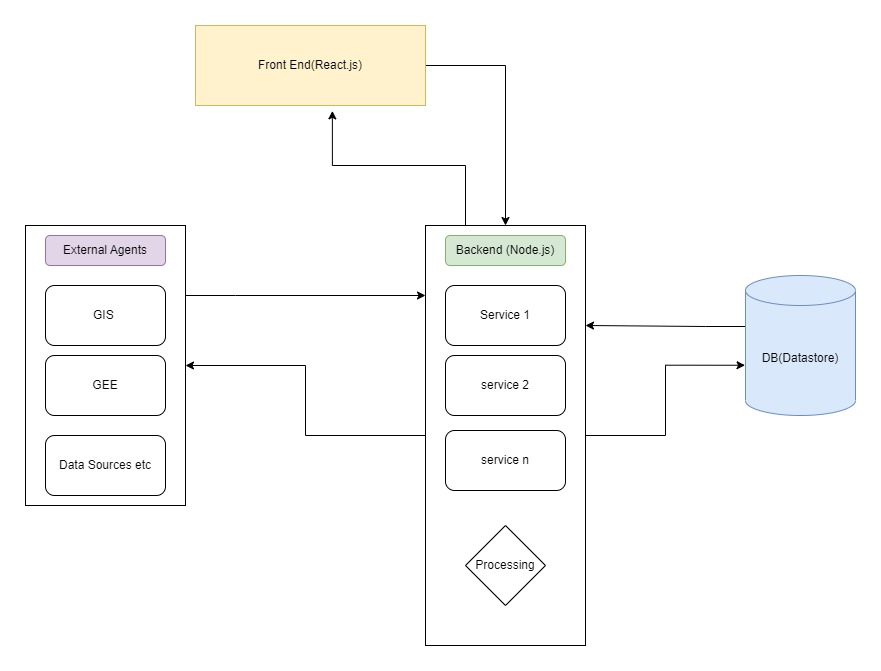 Front End(React.js)
External Agents
GIS
GEE
Data Sources etc
Backend (Node.js)
Service 1
service 2
service n
Processing
DB(Datastore)